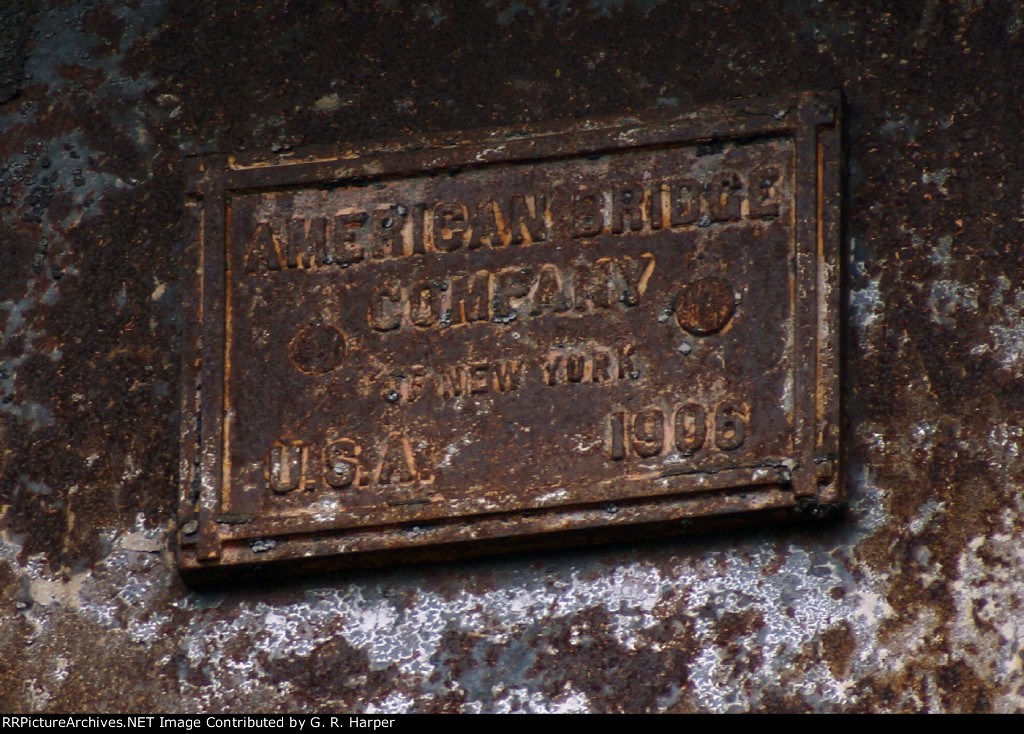 AMERICAN BRIDGE
COMPANY
OF NEW YORK
U.S.A. 1906
RRPictureArchives.NET Image Contributed by G. R. Harper